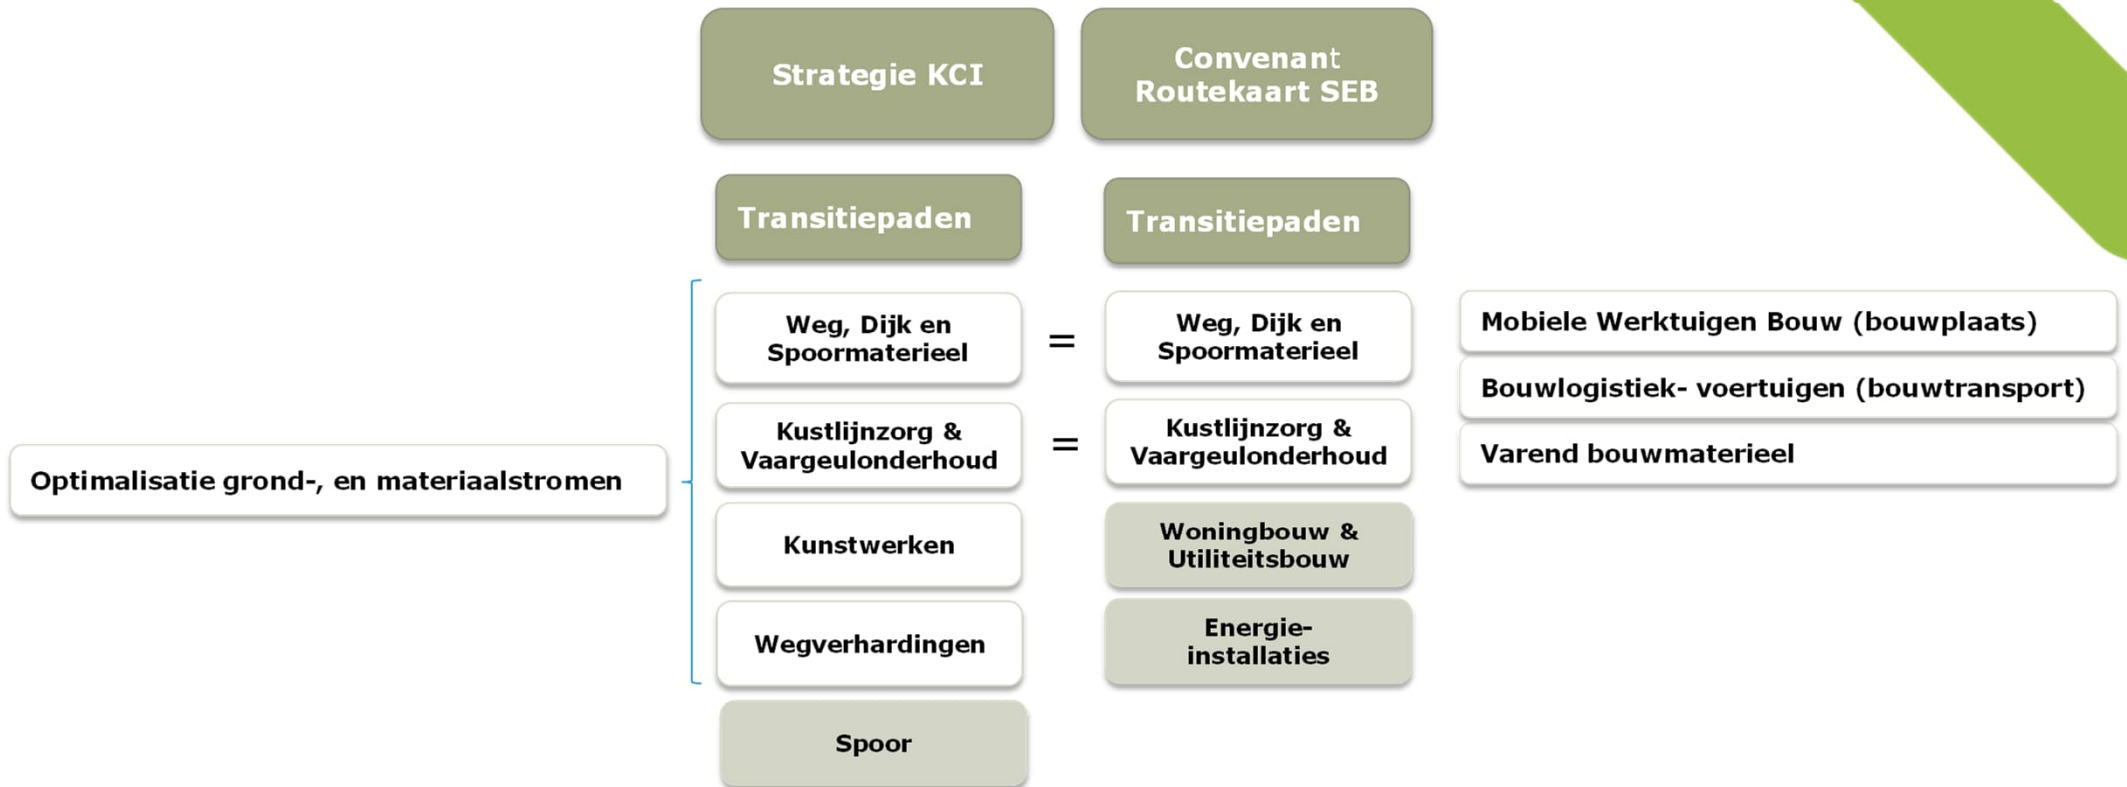 Strategie KCI
Convenant
Routekaart SEB
Transitiepaden
Transitiepaden
Optimalisatie grond-, en materiaalstromen
Weg, Dijk en
Spoormaterieel
=
Weg, Dijk en
Spoormaterieel
Kustlijnzorg &
Vaargeulonderhoud
=
Kustlijnzorg &
Vaargeulonderhoud
Kunstwerken
Woningbouw &
Utiliteitsbouw
Wegverhardingen
Energie-
installaties
Spoor
Mobiele Werktuigen Bouw (bouwplaats)
Bouwlogistiek- voertuigen (bouwtransport)
Varend bouwmaterieel